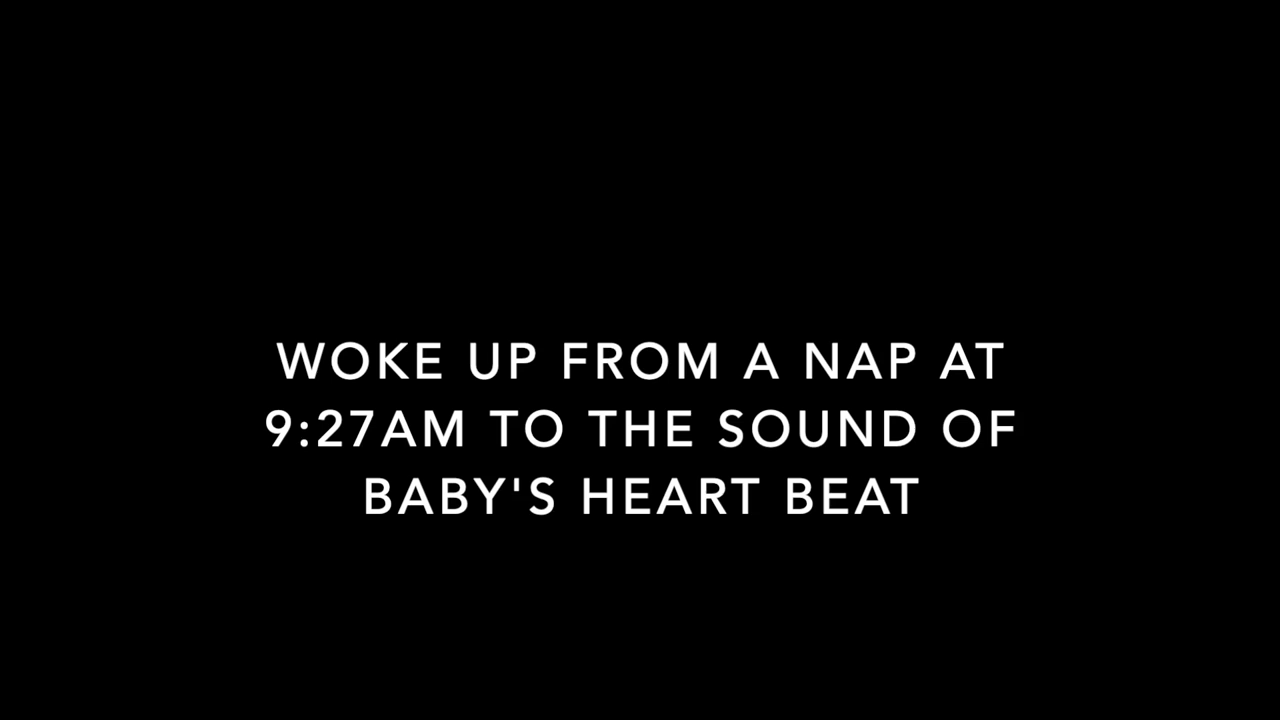 WOKE UP FROM A NAP AT
9:27AM TO THE SOUND OF
BABY'S HEART BEAT